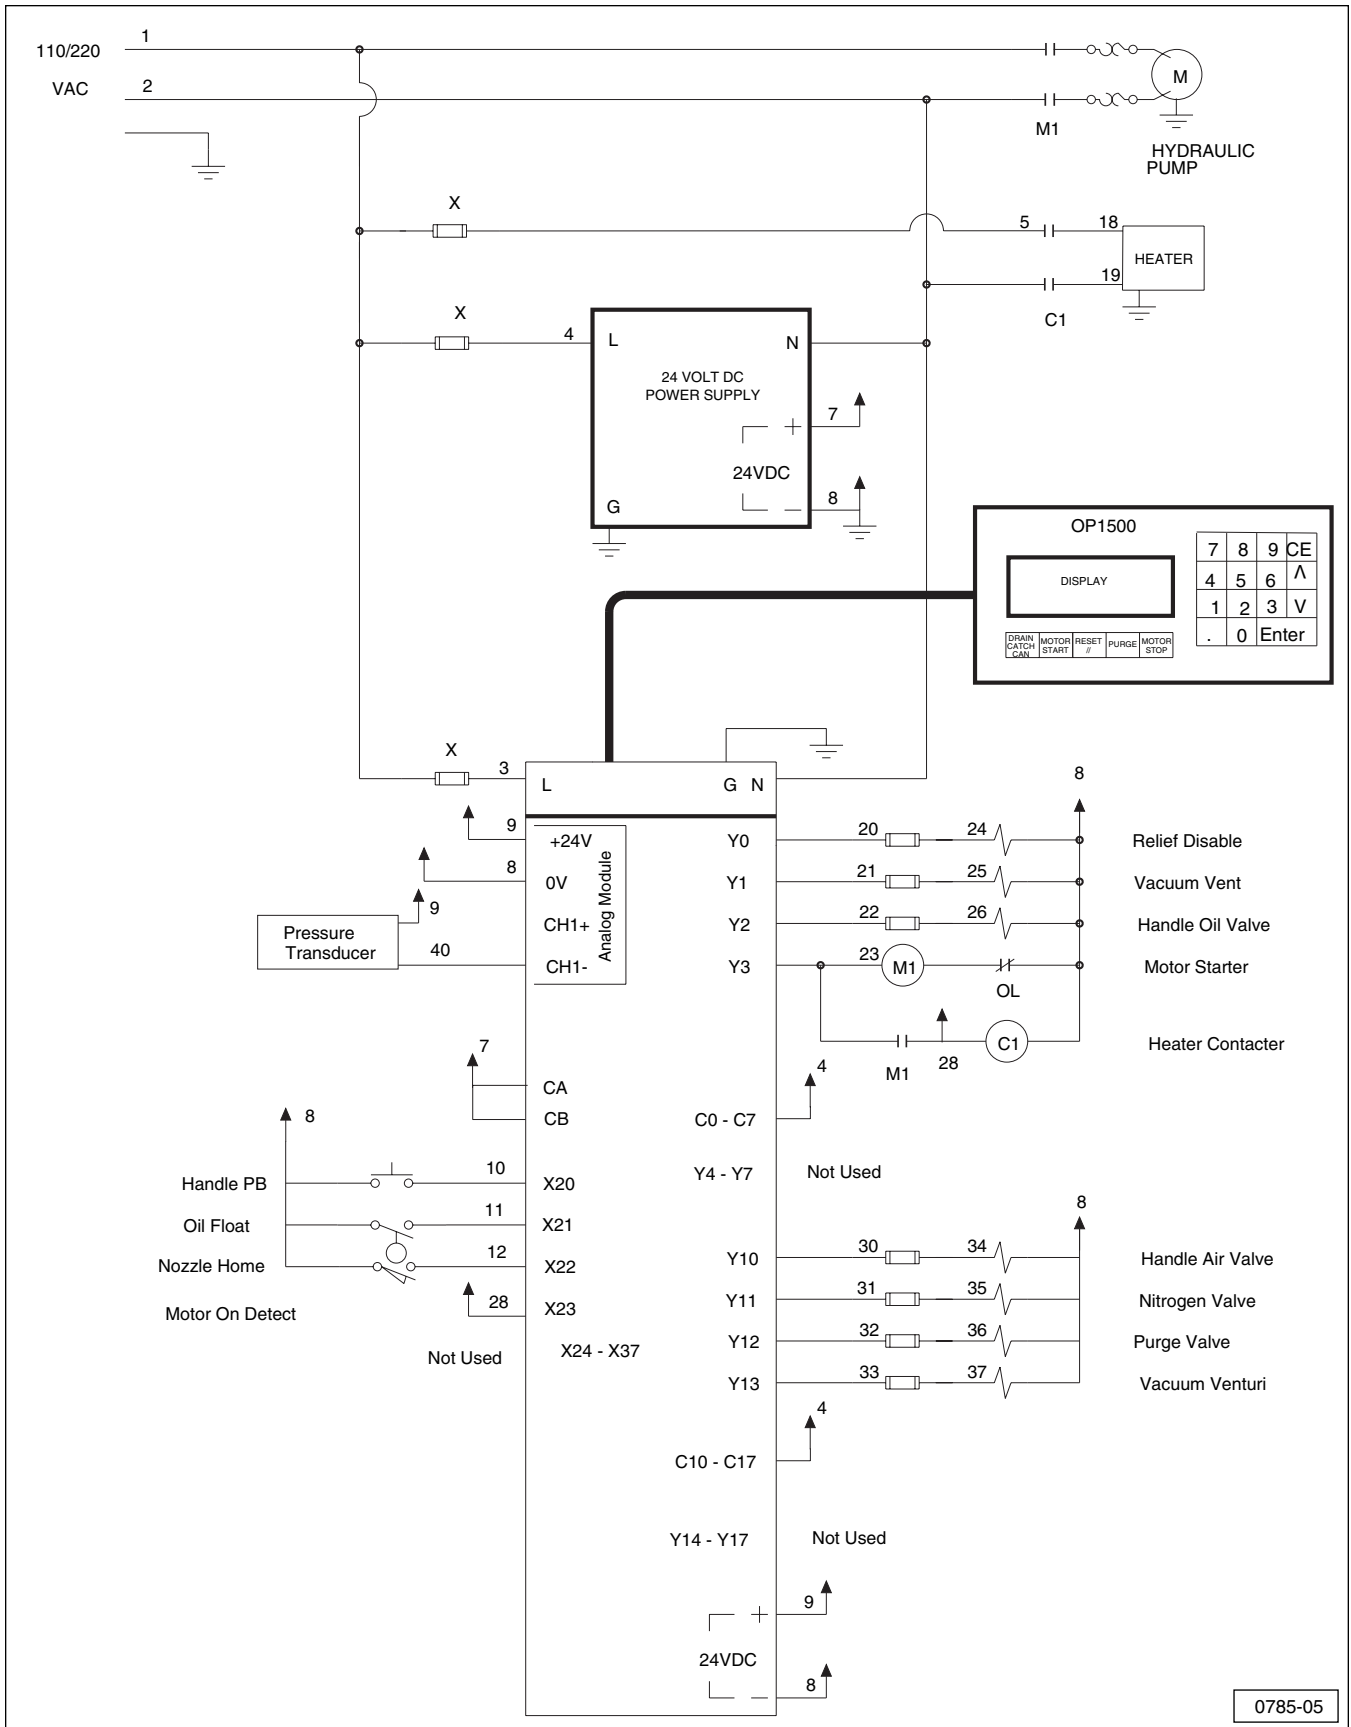 1
110/220
VAC
2
M
M1
HYDRAULIC
PUMP
X
5
18
HEATER
19
C1
X
4
L
N
24 VOLT DC
POWER SUPPLY
7
24VDC
8
G
OP1500
DISPLAY
7 8 9 CE
4 5 6 Λ
1 2 3 V
. 0 Enter
DRAIN
CATCH
CAN
MOTOR
START
RESET
//
PURGE
MOTOR
STOP
X
3
L
G N
8
9
+24V
Y0
20
24
Relief Disable
8
0V
Analog Module
Y1
21
25
Vacuum Vent
9
CH1+
Y2
22
26
Handle Oil Valve
Pressure
Transducer
40
CH1-
Y3
23
M1
OL
Motor Starter
M1
28
C1
Heater Contacter
7
CA
CB
4
C0 - C7
8
Y4 - Y7
Not Used
Handle PB
10
X20
Oil Float
11
X21
Nozzle Home
12
X22
Motor On Detect
28
X23
Not Used
X24 - X37
8
Y10
30
34
Handle Air Valve
Y11
31
35
Nitrogen Valve
Y12
32
36
Purge Valve
Y13
33
37
Vacuum Venturi
4
C10 - C17
Y14 - Y17
Not Used
9
24VDC
8
0785-05